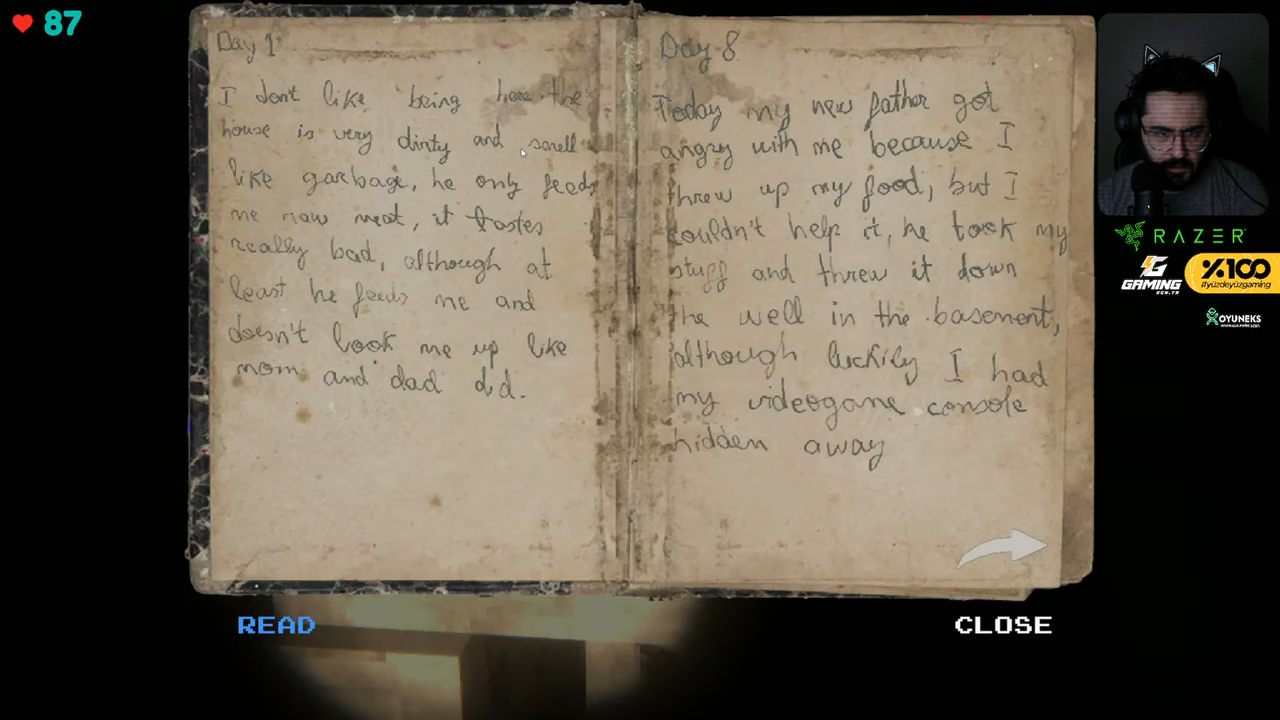 87
Day 1
I don't like being here the
house is very dirty and smell
like garbage, he only feeds
me raw meat, it tastes
really bad, although at
least he feeds me and
doesn't look me up like
mom and dad did.
Day 8
Today my new father got
angry with me because I
threw up my food, but I
couldn't help it, he took my
stuff and threw it down
the well in the basement,
although luckily I had
my videogame console
hidden away
READ
CLOSE
RAZER
GAMING
GEN.TR
%100
#yüzdeyüzgaming
OYUNEKS